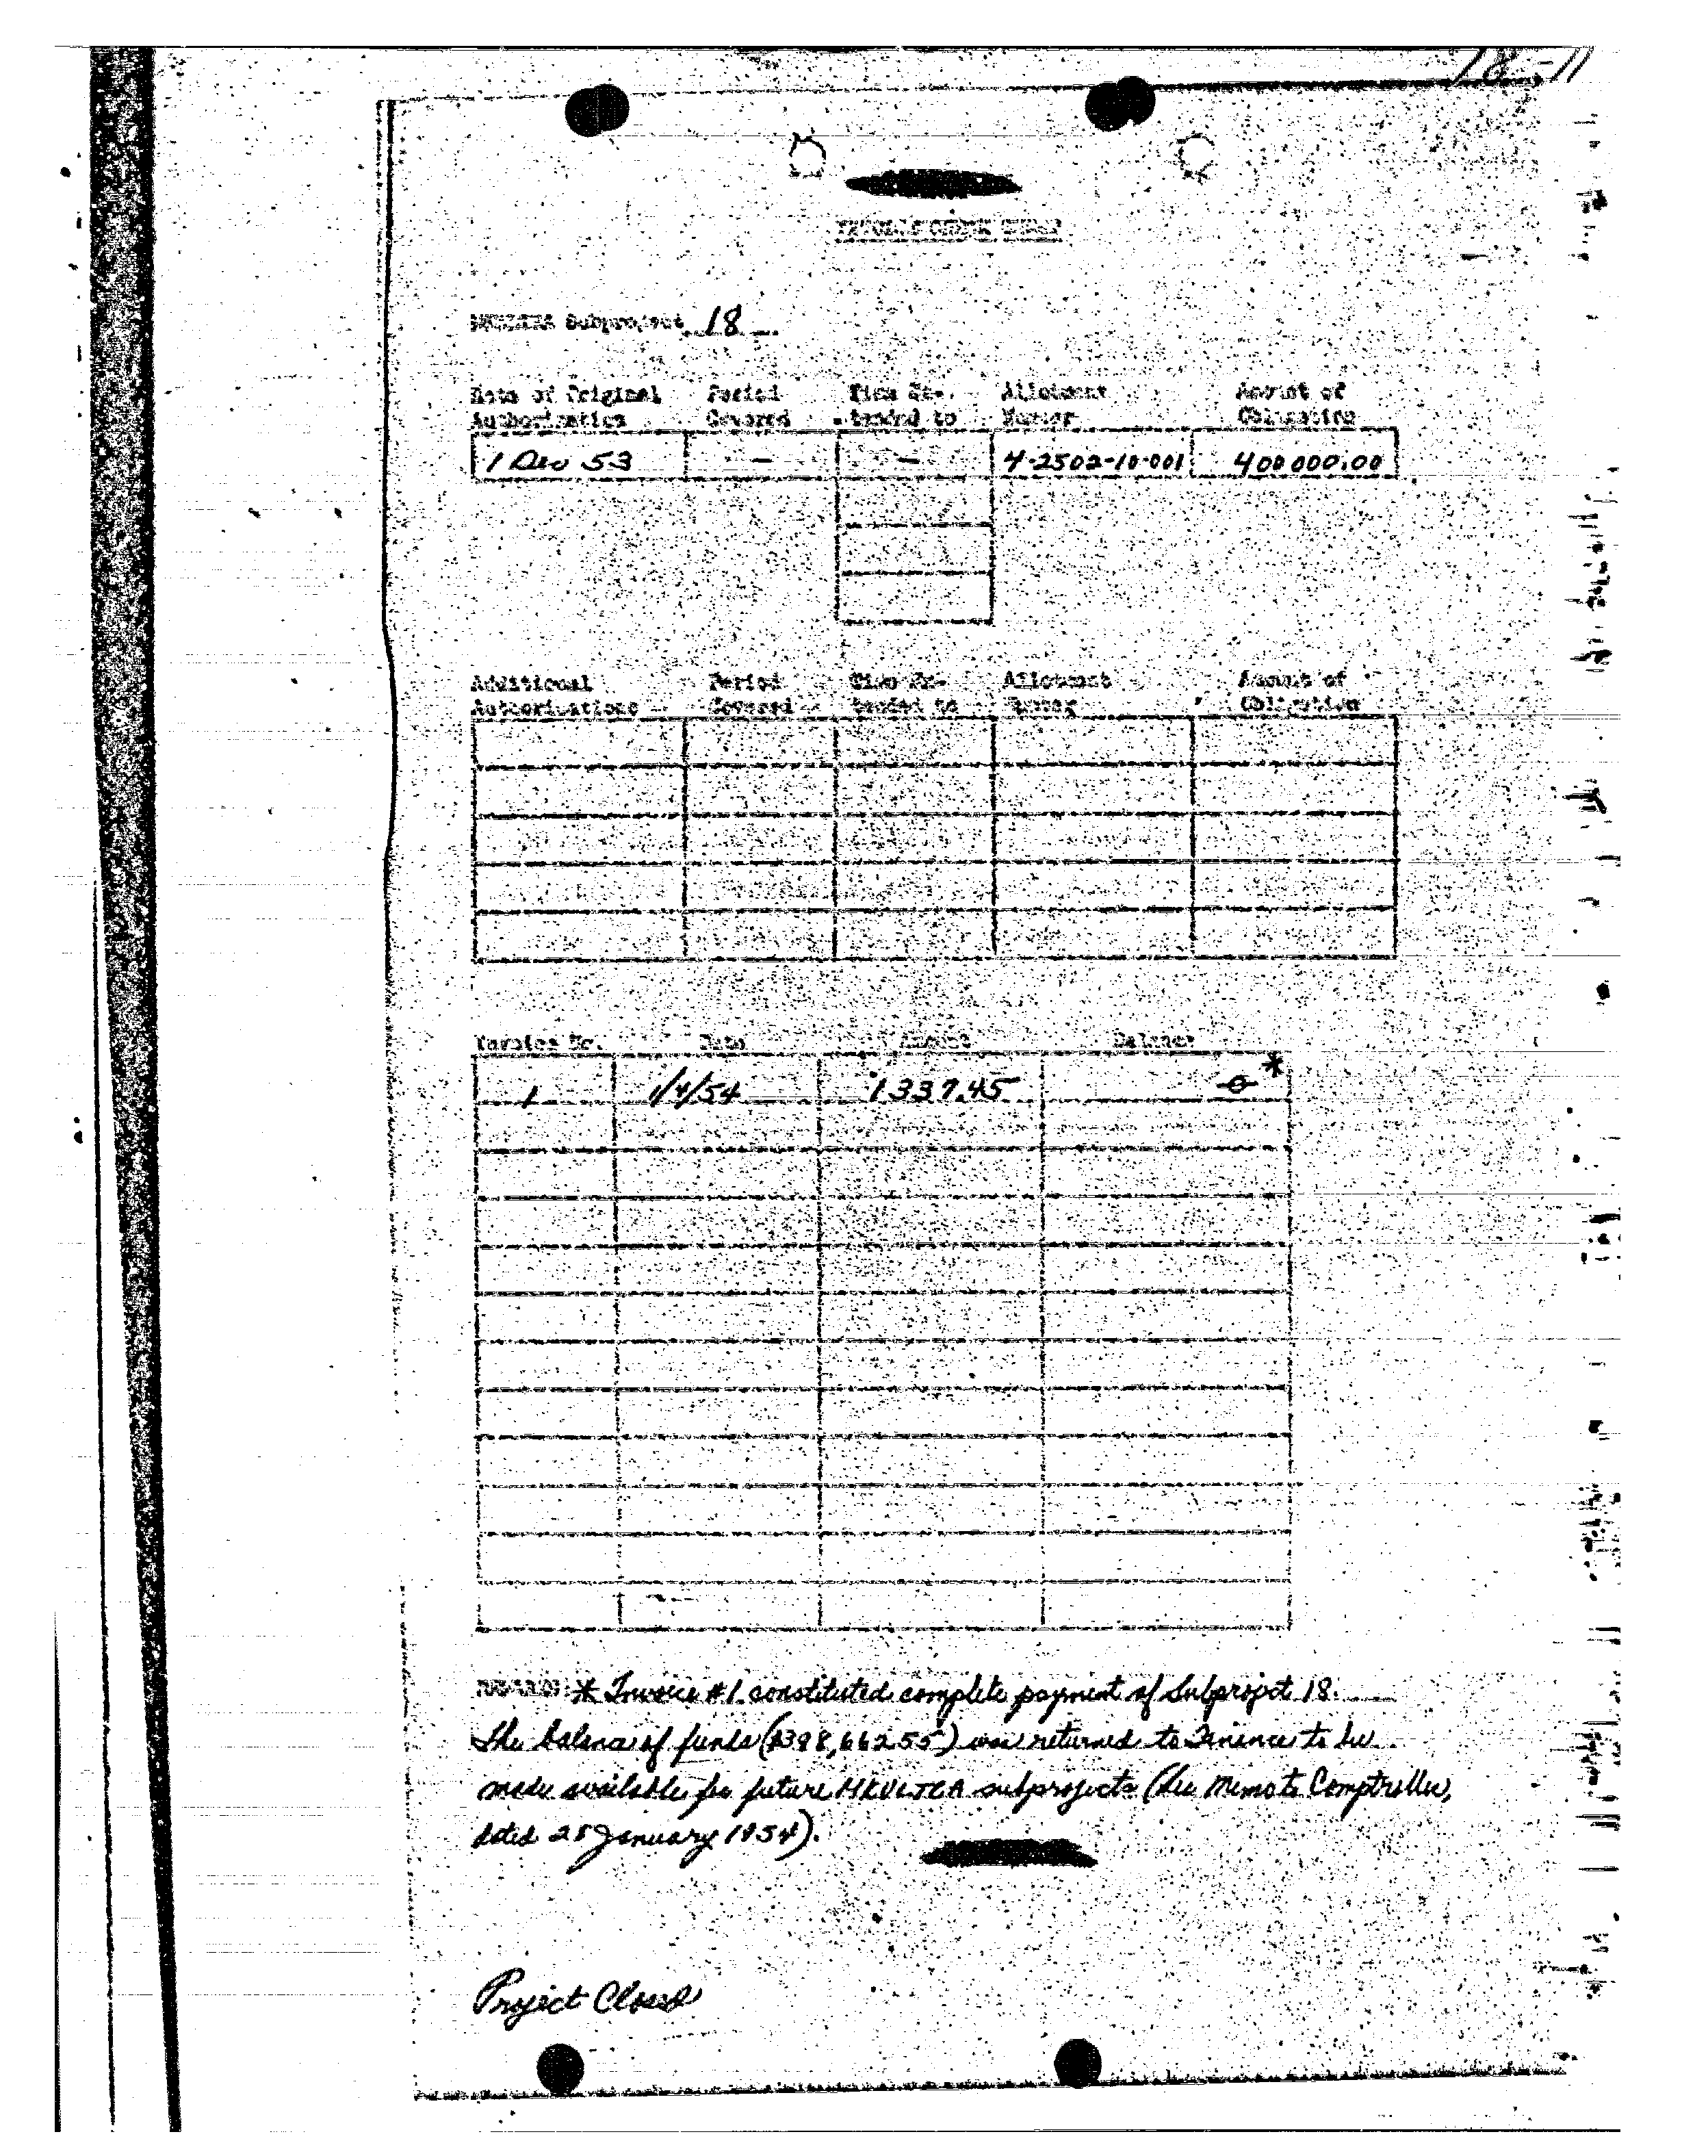 18-11
MKULTRA Subproject 18
Date of Original Period Time Ex- Allotment Amount of
Authorization Covered tended to Number Obligation
1 Dec 53 - - 4-2502-10-001 400 000.00
Additional Period Time Ex- Allotment Amount of
Authorizations Covered tended to Number Obligation
Invoice No. Date Amount Balance
1 1/4/54 1337.45 0 *
REMARKS: * Invoice #1 constituted complete payment of Subproject 18.
The balance of funds ($398,662.55) was returned to Finance to be
made available for future MKULTRA subprojects (See Memo to Comptroller,
dated 25 January 1954).
Project Closed